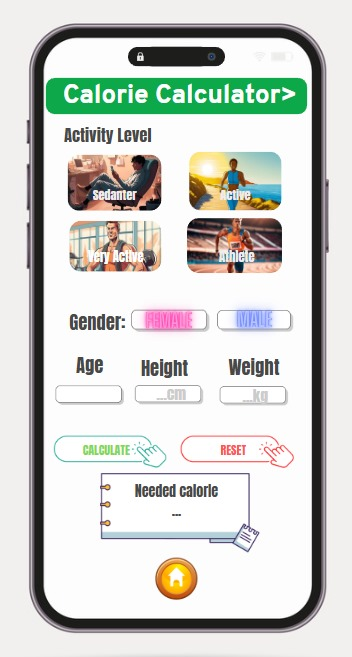 Calorie Calculator>
Activity Level
Sedanter
Active
Very Active
Athlete
Gender: FEMALE MALE
Age Height Weight
...cm ...kg
CALCULATE RESET
Needed calorie
...